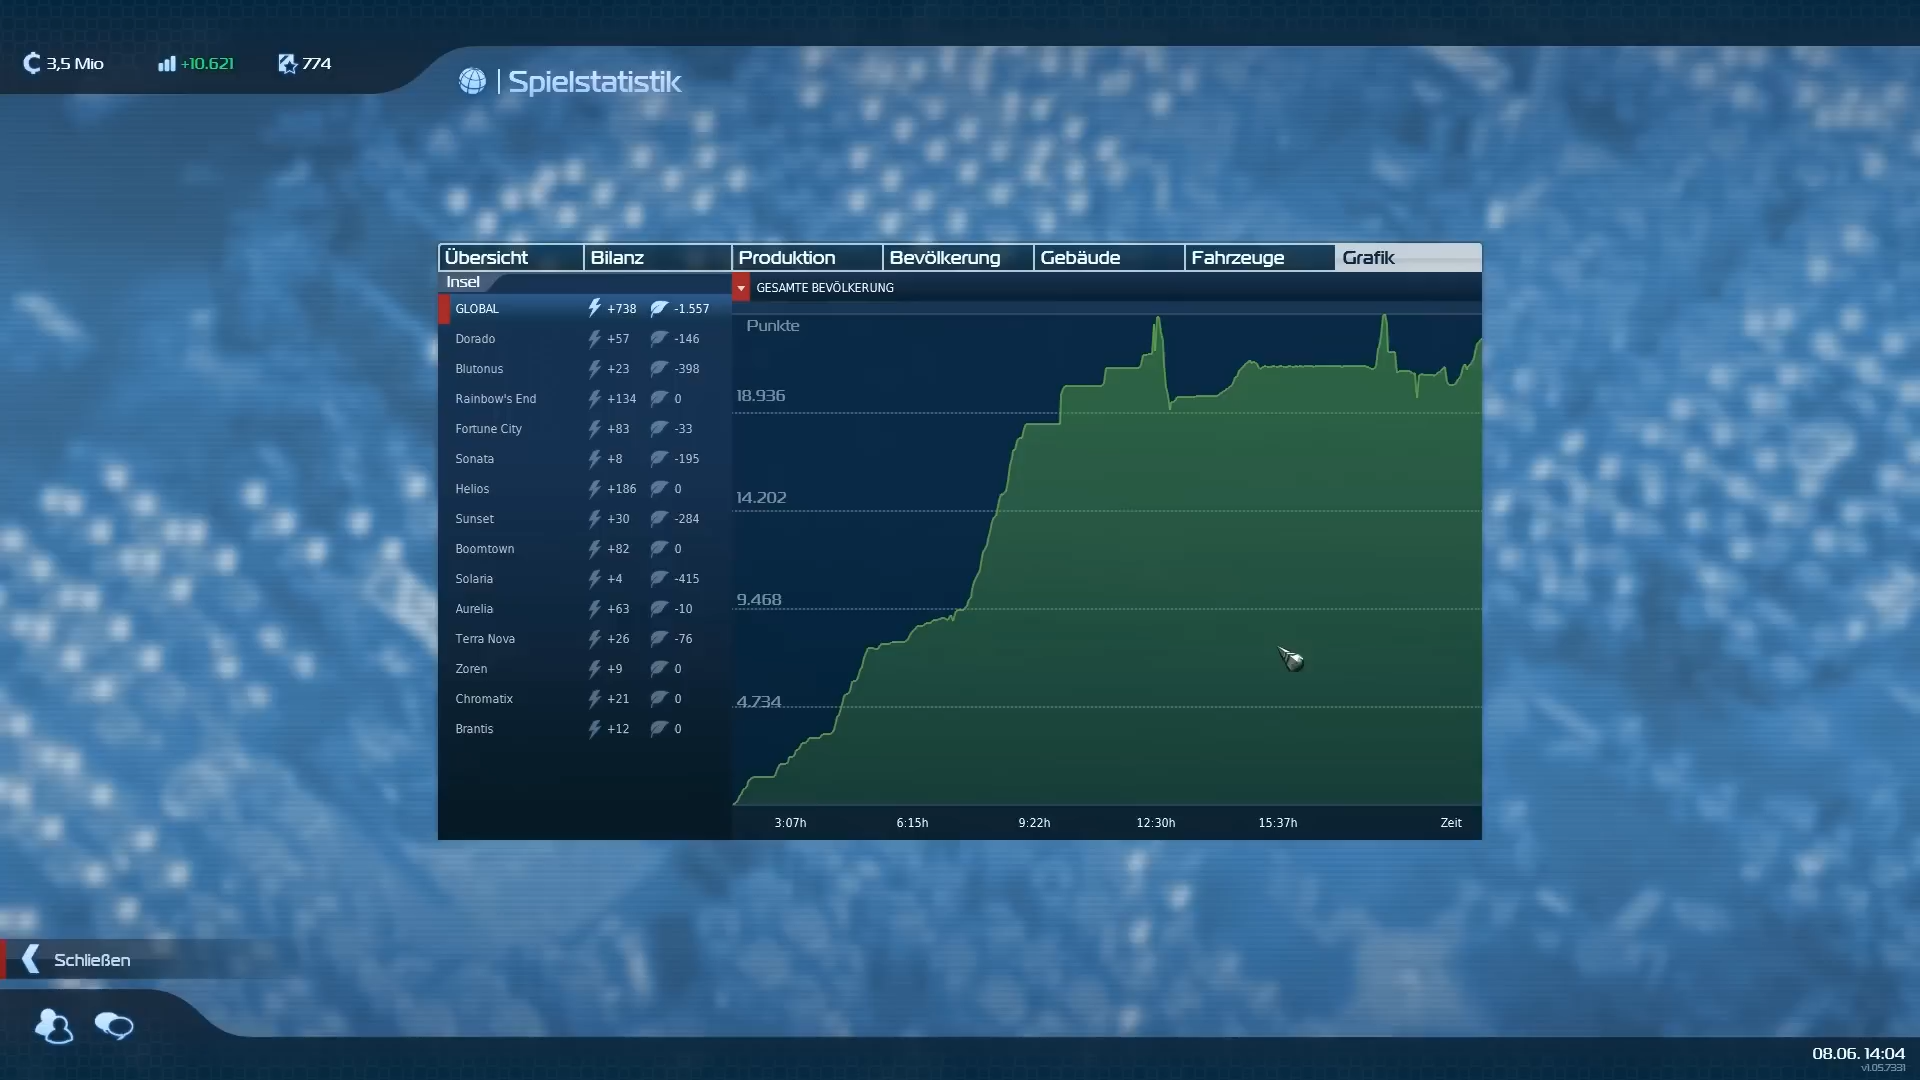 3,5 Mio +10.621 774
Spielstatistik
Übersicht Bilanz Produktion Bevölkerung Gebäude Fahrzeuge Grafik
Insel
GESAMTE BEVÖLKERUNG
GLOBAL +738 -1.557
Dorado +57 -146
Blutonus +23 -398
Rainbow's End +134 0
Fortune City +83 -33
Sonata +8 -195
Helios +186 0
Sunset +30 -284
Boomtown +82 0
Solaria +4 -415
Aurelia +63 -10
Terra Nova +26 -76
Zoren +9 0
Chromatix +21 0
Brantis +12 0
Punkte
18.936
14.202
9.468
4.734
3:07h 6:15h 9:22h 12:30h 15:37h Zeit
Schließen
08.06. 14:04
v1.05.7331